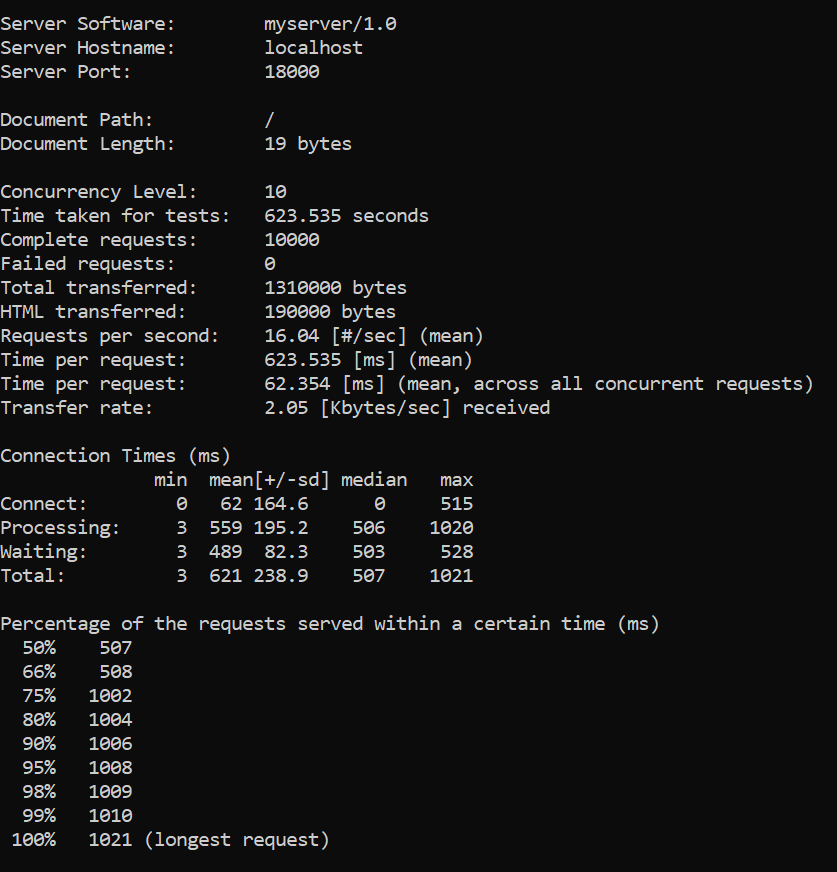 Server Software:        myserver/1.0
Server Hostname:        localhost
Server Port:            18000

Document Path:          /
Document Length:        19 bytes

Concurrency Level:      10
Time taken for tests:   623.535 seconds
Complete requests:      10000
Failed requests:        0
Total transferred:      1310000 bytes
HTML transferred:       190000 bytes
Requests per second:    16.04 [#/sec] (mean)
Time per request:       623.535 [ms] (mean)
Time per request:       62.354 [ms] (mean, across all concurrent requests)
Transfer rate:          2.05 [Kbytes/sec] received

Connection Times (ms)
              min  mean[+/-sd] median   max
Connect:        0   62 164.6      0     515
Processing:     3  559 195.2    506    1020
Waiting:        3  489  82.3    503     528
Total:          3  621 238.9    507    1021

Percentage of the requests served within a certain time (ms)
  50%    507
  66%    508
  75%   1002
  80%   1004
  90%   1006
  95%   1008
  98%   1009
  99%   1010
 100%   1021 (longest request)